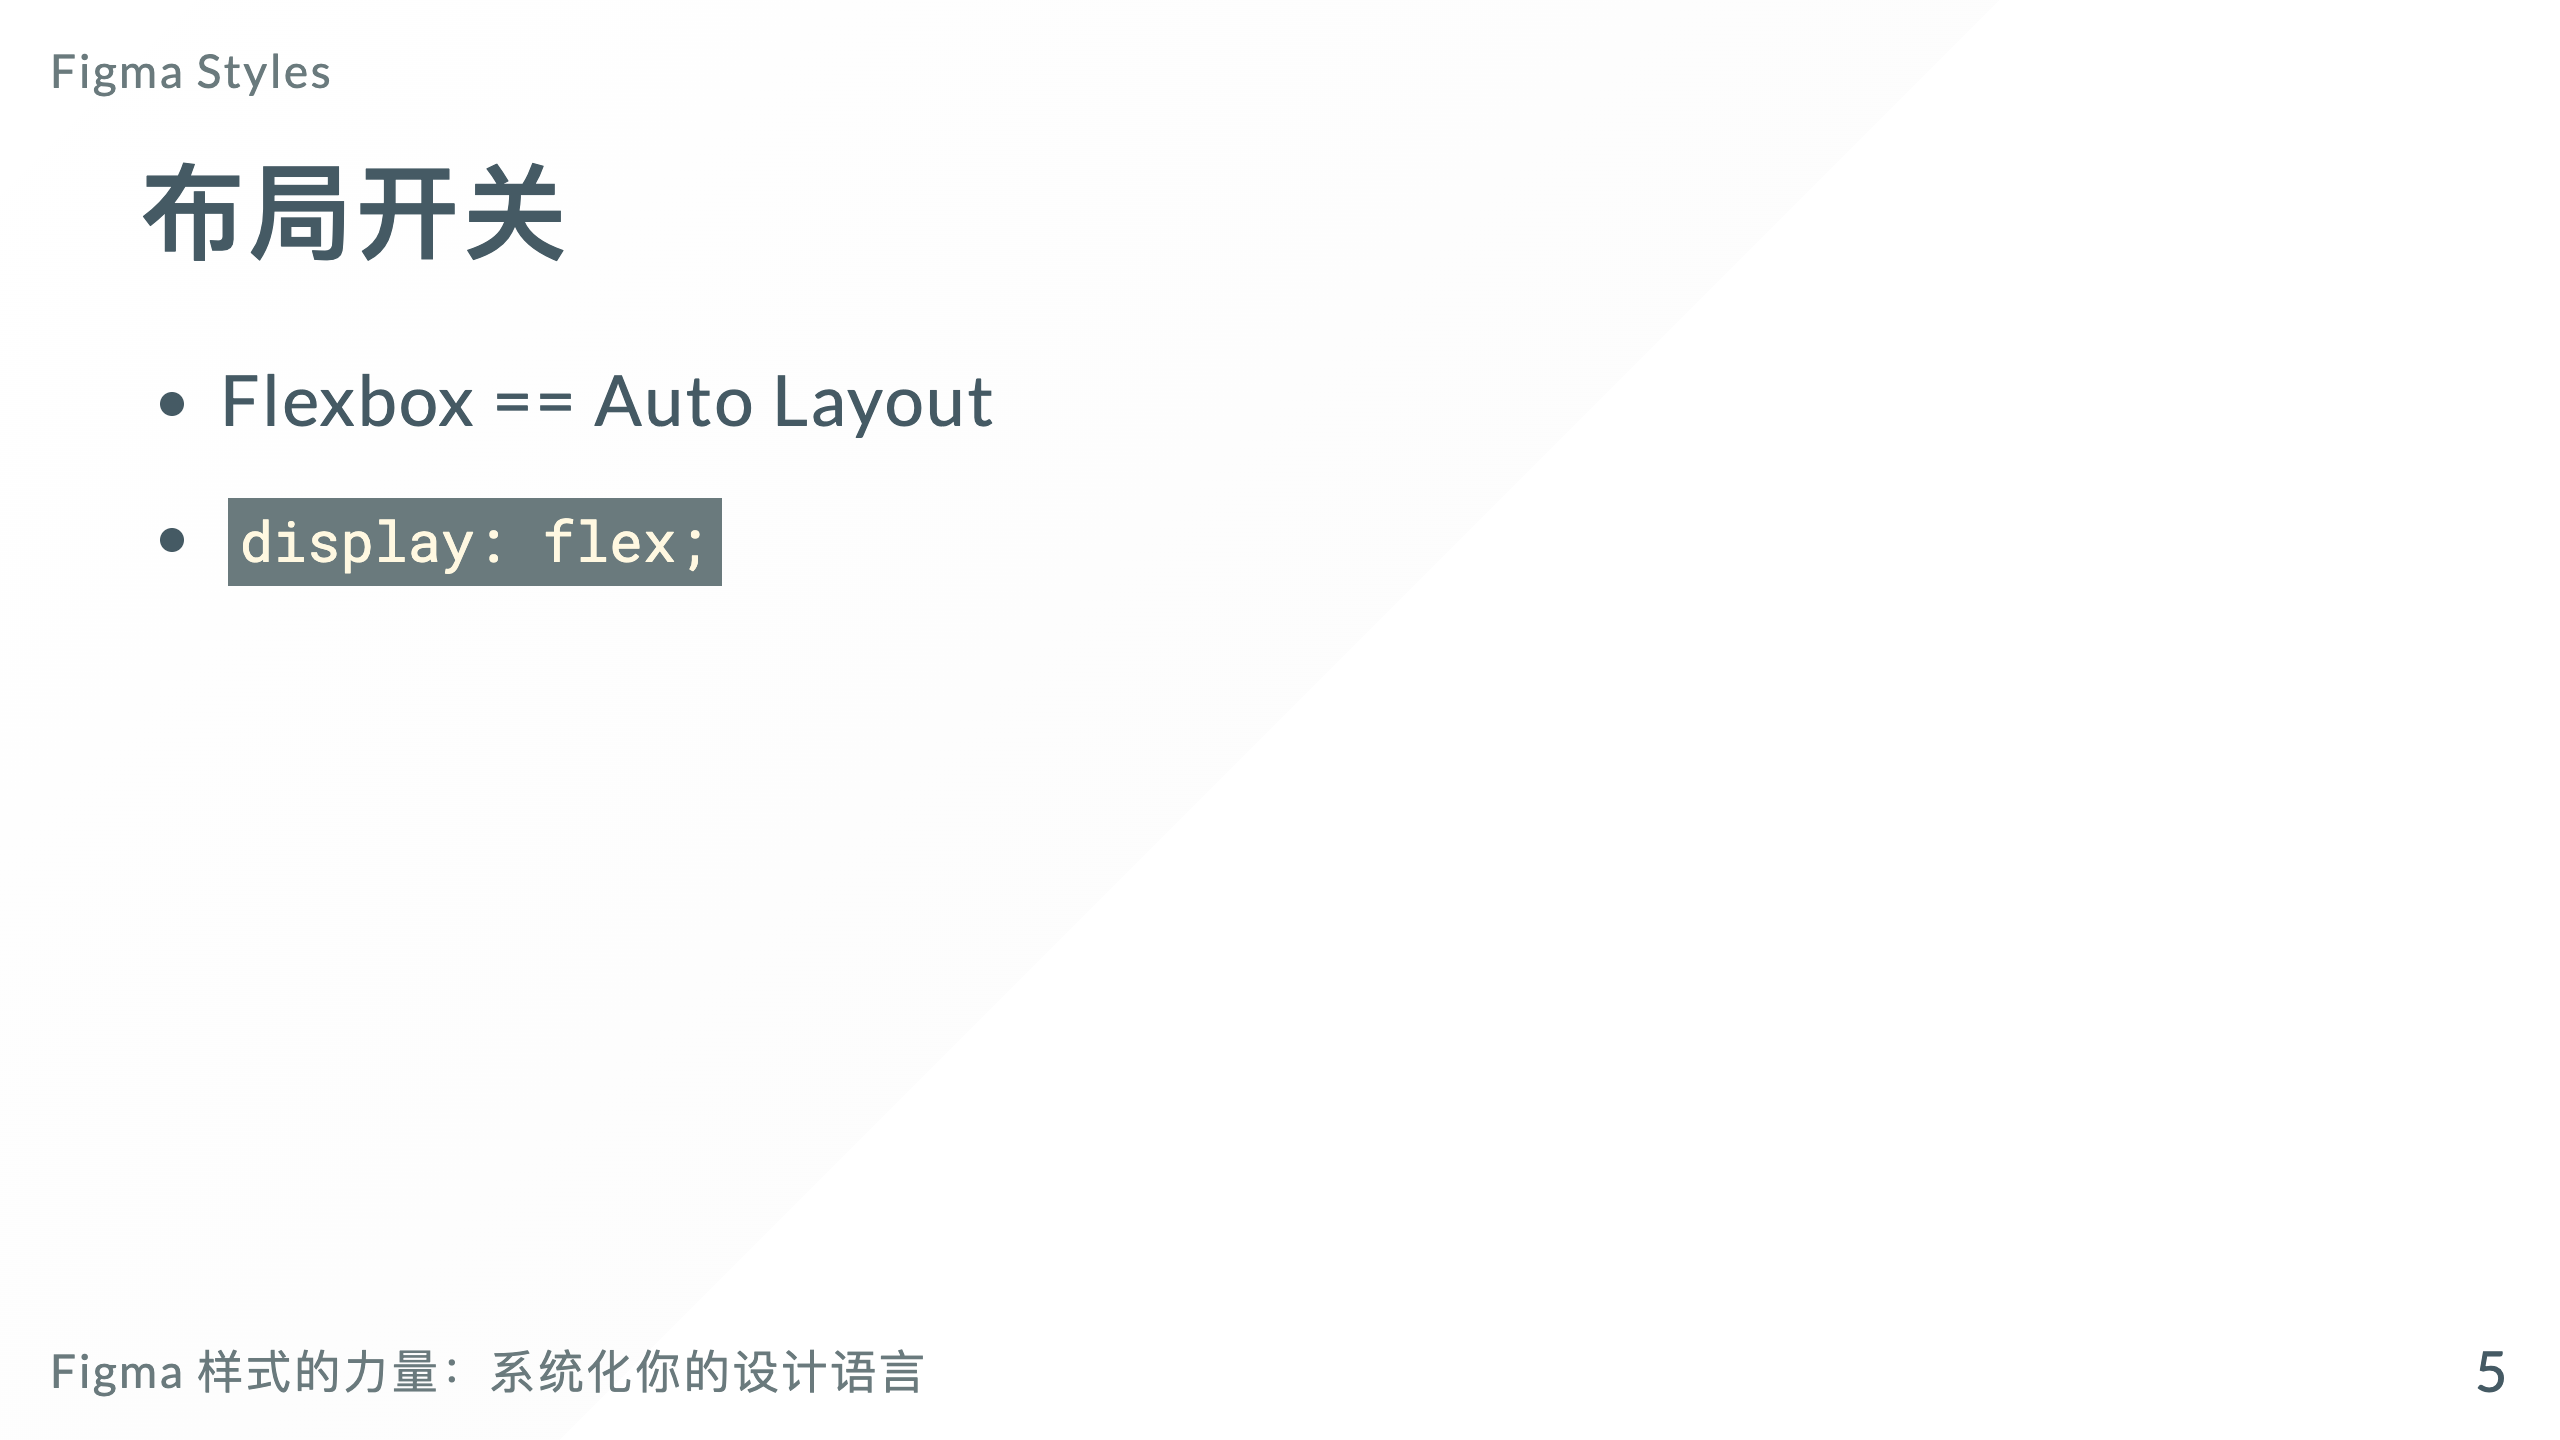 Figma Styles
布局开关
• Flexbox == Auto Layout
• display: flex;
Figma 样式的力量：系统化你的设计语言
5